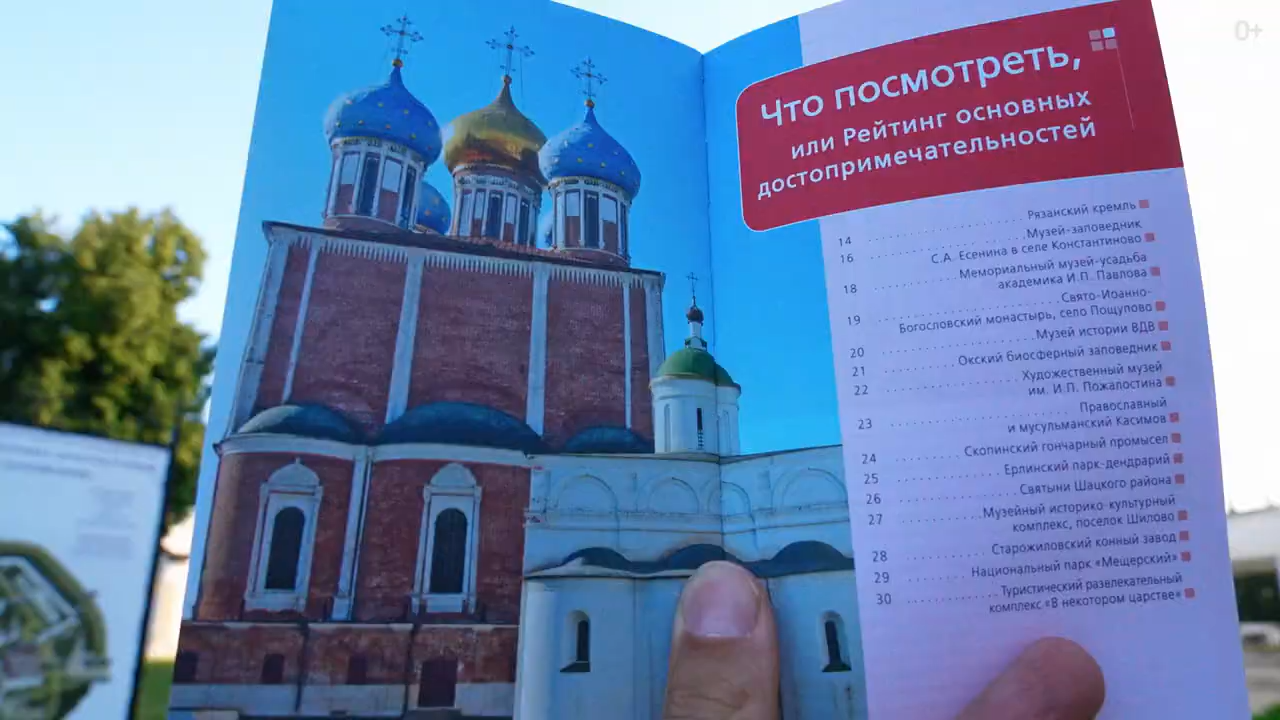 0+
Что посмотреть,
или Рейтинг основных
достопримечательностей
Рязанский кремль
14 Музей-заповедник
16 С.А. Есенина в селе Константиново
Мемориальный музей-усадьба
18 академика И.П. Павлова
Свято-Иоанно-
19 Богословский монастырь, село Пощупово
20 Музей истории ВДВ
21 Окский биосферный заповедник
22 Художественный музей
им. И.П. Пожалостина
Православный
23 и мусульманский Касимов
24 Скопинский гончарный промысел
25 Ерлинский парк-дендрарий
26 Святыни Шацкого района
27 Музейный историко-культурный
комплекс, поселок Шилово
28 Старожиловский конный завод
29 Национальный парк «Мещерский»
30 Туристический развлекательный
комплекс «В некотором царстве»